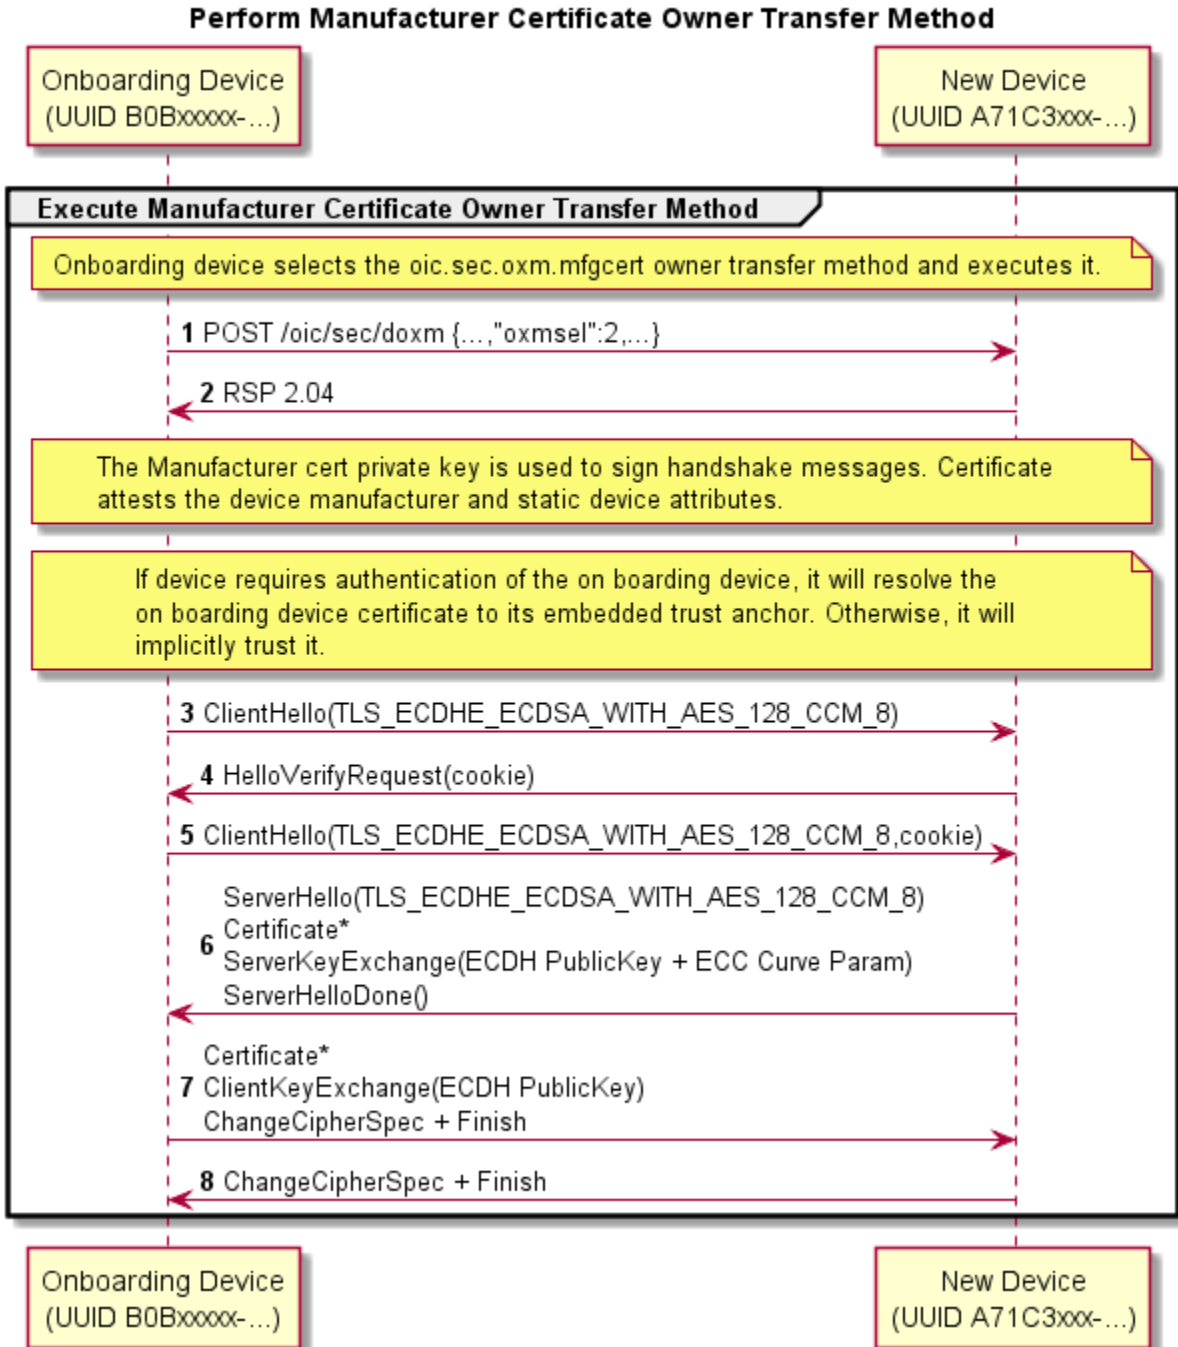 Perform Manufacturer Certificate Owner Transfer Method
Onboarding Device
(UUID B0Bxxxxx-...)
New Device
(UUID A71C3xxx-...)
Execute Manufacturer Certificate Owner Transfer Method
Onboarding device selects the oic.sec.oxm.mfgcert owner transfer method and executes it.
1 POST /oic/sec/doxm {...,"oxmsel":2,...}
2 RSP 2.04
The Manufacturer cert private key is used to sign handshake messages. Certificate
attests the device manufacturer and static device attributes.
If device requires authentication of the on boarding device, it will resolve the
on boarding device certificate to its embedded trust anchor. Otherwise, it will
implicitly trust it.
3 ClientHello(TLS_ECDHE_ECDSA_WITH_AES_128_CCM_8)
4 HelloVerifyRequest(cookie)
5 ClientHello(TLS_ECDHE_ECDSA_WITH_AES_128_CCM_8,cookie)
ServerHello(TLS_ECDHE_ECDSA_WITH_AES_128_CCM_8)
Certificate*
6
ServerKeyExchange(ECDH PublicKey + ECC Curve Param)
ServerHelloDone()
Certificate*
7 ClientKeyExchange(ECDH PublicKey)
ChangeCipherSpec + Finish
8 ChangeCipherSpec + Finish
Onboarding Device
(UUID B0Bxxxxx-...)
New Device
(UUID A71C3xxx-...)